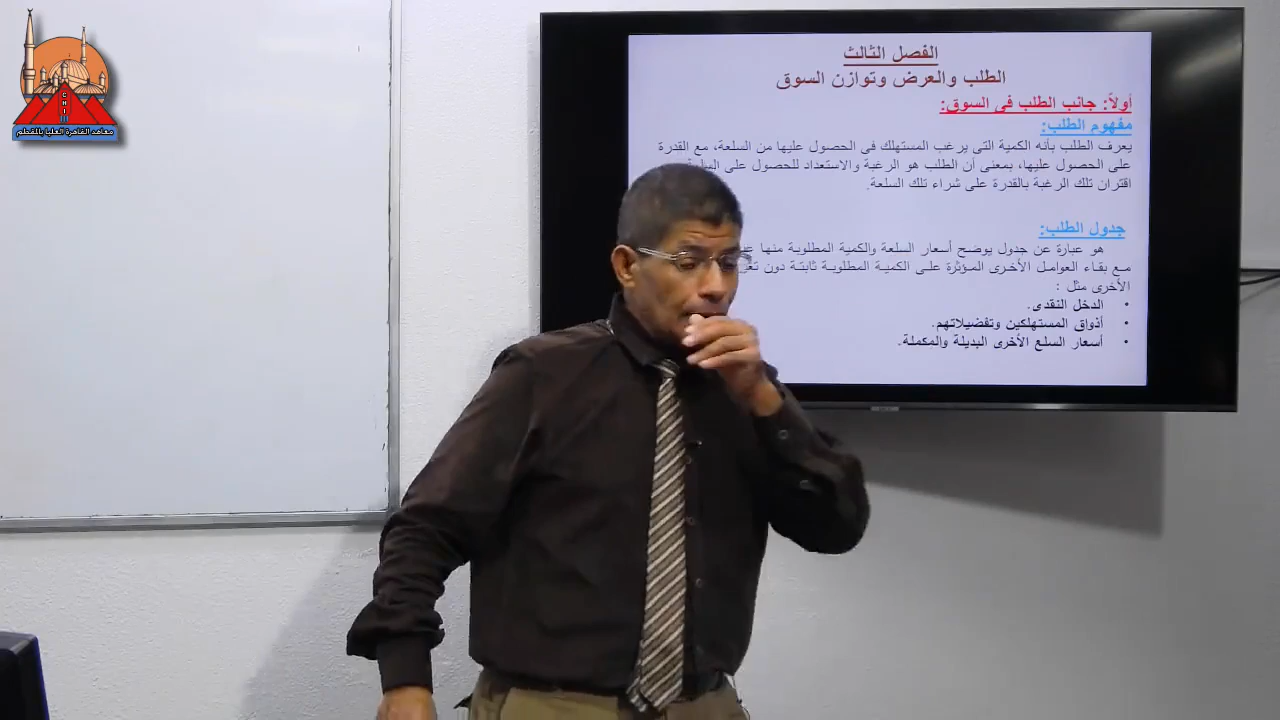 الفصل الثالث
الطلب والعرض وتوازن السوق
أولاً: جانب الطلب فى السوق:
مفهوم الطلب:
يعرف الطلب بأنه الكمية التى يرغب المستهلك فى الحصول عليها من السلعة، مع القدرة
على الحصول عليها، بمعنى أن الطلب هو الرغبة والاستعداد للحصول على
اقتران تلك الرغبة بالقدرة على شراء تلك السلعة.
جدول الطلب:
هو عبارة عن جدول يوضح أسعار السلعة والكمية المطلوبة منها
مع بقاء العوامل الأخرى المؤثرة على الكمية المطلوبة ثابتة دون
الأخرى مثل :
• الدخل النقدى.
• أذواق المستهلكين وتفضيلاتهم.
• أسعار السلع الأخرى البديلة والمكملة.
CHI
معاهد القاهرة العليا بالمقطم